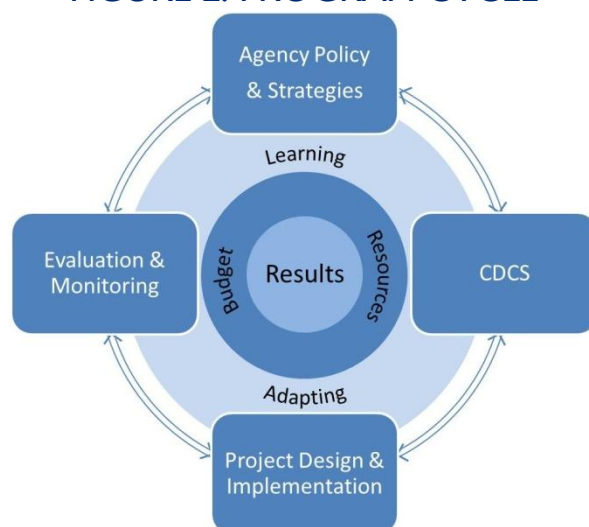 Agency Policy
& Strategies
Learning
Evaluation &
Monitoring
Budget
Results
Resources
CDCS
Adapting
Project Design &
Implementation